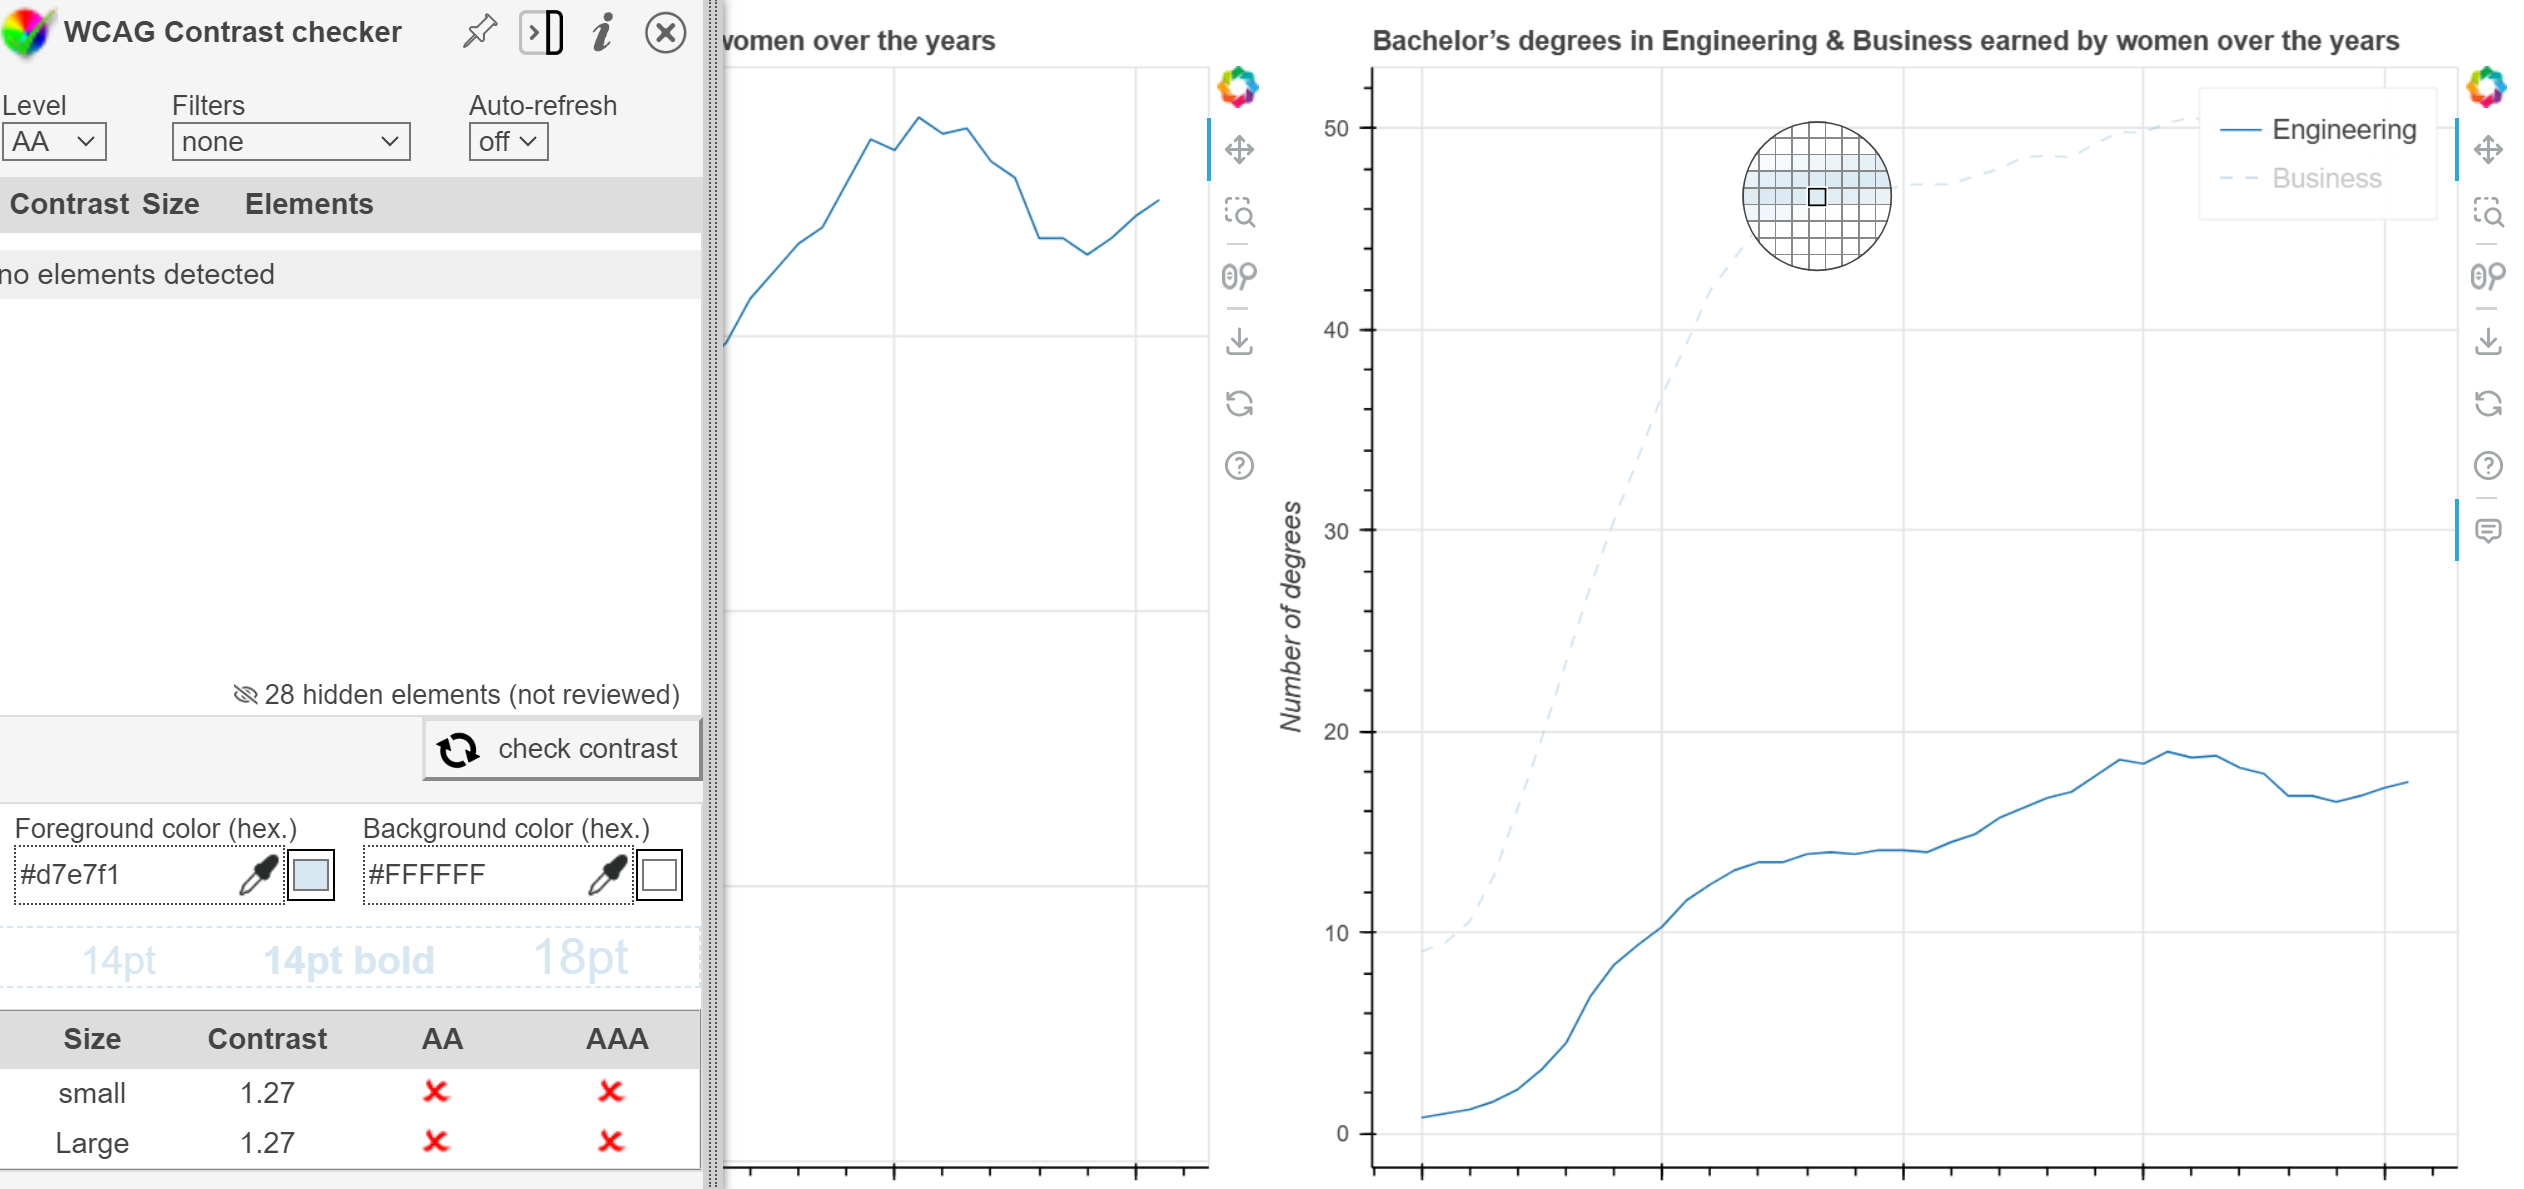 WCAG Contrast checker
Level
Filters
Auto-refresh
AA
none
off
Contrast Size Elements
no elements detected
28 hidden elements (not reviewed)
check contrast
Foreground color (hex.)
Background color (hex.)
#d7e7f1
#FFFFFF
14pt
14pt bold
18pt
Size Contrast AA AAA
small 1.27
Large 1.27
women over the years
Bachelor’s degrees in Engineering & Business earned by women over the years
Engineering
Business
Number of degrees
50
40
30
20
10
0